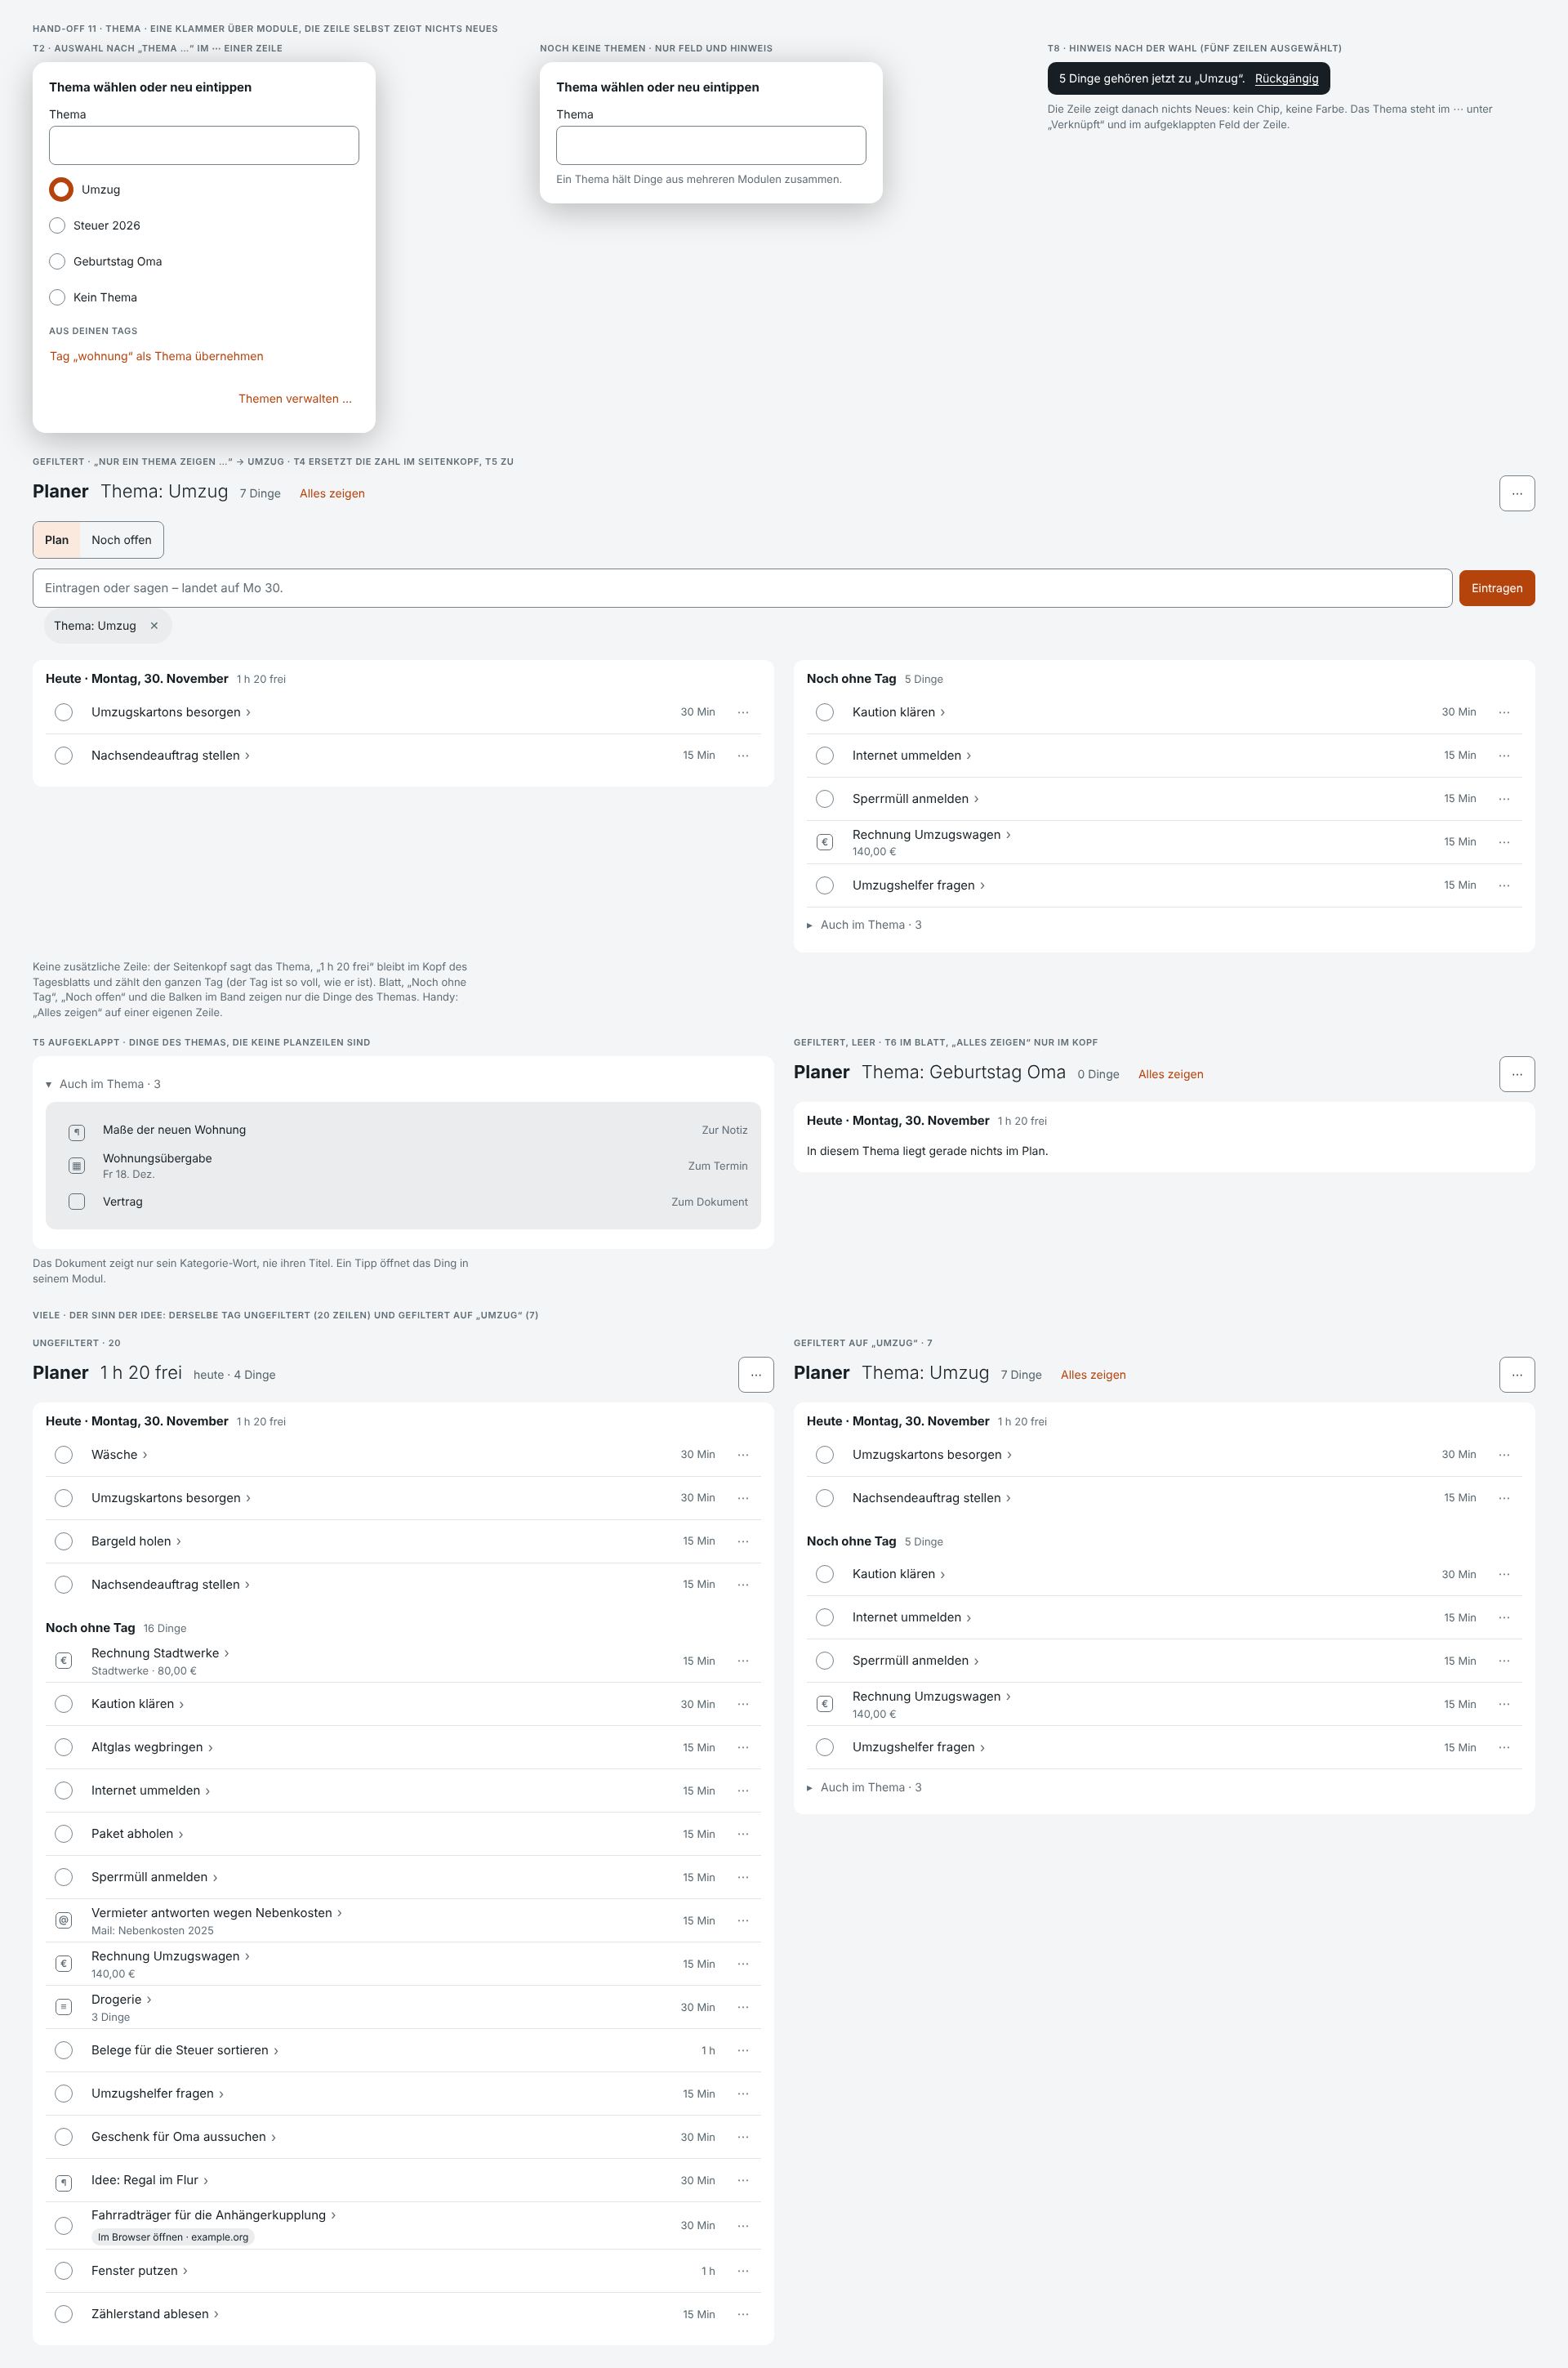 HAND-OFF 11 · THEMA · EINE KLAMMER ÜBER MODULE, DIE ZEILE SELBST ZEIGT NICHTS NEUES
T2 · AUSWAHL NACH „THEMA …“ IM ⋯ EINER ZEILE
Thema wählen oder neu eintippen
Thema
Umzug
Steuer 2026
Geburtstag Oma
Kein Thema
AUS DEINEN TAGS
Tag „wohnung“ als Thema übernehmen
Themen verwalten …
NOCH KEINE THEMEN · NUR FELD UND HINWEIS
Thema wählen oder neu eintippen
Thema
Ein Thema hält Dinge aus mehreren Modulen zusammen.
T8 · HINWEIS NACH DER WAHL (FÜNF ZEILEN AUSGEWÄHLT)
5 Dinge gehören jetzt zu „Umzug“. Rückgängig
Die Zeile zeigt danach nichts Neues: kein Chip, keine Farbe. Das Thema steht im ⋯ unter
„Verknüpft“ und im aufgeklappten Feld der Zeile.
GEFILTERT · „NUR EIN THEMA ZEIGEN …“ → UMZUG · T4 ERSETZT DIE ZAHL IM SEITENKOPF, T5 ZU
Planer Thema: Umzug 7 Dinge Alles zeigen ⋯
Plan Noch offen
Eintragen oder sagen – landet auf Mo 30. Eintragen
Thema: Umzug ✕
Heute · Montag, 30. November 1 h 20 frei
Umzugskartons besorgen › 30 Min ⋯
Nachsendeauftrag stellen › 15 Min ⋯
Noch ohne Tag 5 Dinge
Kaution klären › 30 Min ⋯
Internet ummelden › 15 Min ⋯
Sperrmüll anmelden › 15 Min ⋯
€ Rechnung Umzugswagen › 15 Min ⋯
140,00 €
Umzugshelfer fragen › 15 Min ⋯
▸ Auch im Thema · 3
Keine zusätzliche Zeile: der Seitenkopf sagt das Thema, „1 h 20 frei“ bleibt im Kopf des
Tagesblatts und zählt den ganzen Tag (der Tag ist so voll, wie er ist). Blatt, „Noch ohne
Tag“, „Noch offen“ und die Balken im Band zeigen nur die Dinge des Themas. Handy:
„Alles zeigen“ auf einer eigenen Zeile.
T5 AUFGEKLAPPT · DINGE DES THEMAS, DIE KEINE PLANZEILEN SIND
▾ Auch im Thema · 3
¶ Maße der neuen Wohnung Zur Notiz
▦ Wohnungsübergabe Zum Termin
Fr 18. Dez.
Vertrag Zum Dokument
Das Dokument zeigt nur sein Kategorie-Wort, nie ihren Titel. Ein Tipp öffnet das Ding in
seinem Modul.
GEFILTERT, LEER · T6 IM BLATT, „ALLES ZEIGEN“ NUR IM KOPF
Planer Thema: Geburtstag Oma 0 Dinge Alles zeigen ⋯
Heute · Montag, 30. November 1 h 20 frei
In diesem Thema liegt gerade nichts im Plan.
VIELE · DER SINN DER IDEE: DERSELBE TAG UNGEFILTERT (20 ZEILEN) UND GEFILTERT AUF „UMZUG“ (7)
UNGEFILTERT · 20
Planer 1 h 20 frei heute · 4 Dinge ⋯
Heute · Montag, 30. November 1 h 20 frei
Wäsche › 30 Min ⋯
Umzugskartons besorgen › 30 Min ⋯
Bargeld holen › 15 Min ⋯
Nachsendeauftrag stellen › 15 Min ⋯
Noch ohne Tag 16 Dinge
€ Rechnung Stadtwerke › 15 Min ⋯
Stadtwerke · 80,00 €
Kaution klären › 30 Min ⋯
Altglas wegbringen › 15 Min ⋯
Internet ummelden › 15 Min ⋯
Paket abholen › 15 Min ⋯
Sperrmüll anmelden › 15 Min ⋯
@ Vermieter antworten wegen Nebenkosten › 15 Min ⋯
Mail: Nebenkosten 2025
€ Rechnung Umzugswagen › 15 Min ⋯
140,00 €
≡ Drogerie › 30 Min ⋯
3 Dinge
Belege für die Steuer sortieren › 1 h ⋯
Umzugshelfer fragen › 15 Min ⋯
Geschenk für Oma aussuchen › 30 Min ⋯
¶ Idee: Regal im Flur › 30 Min ⋯
Fahrradträger für die Anhängerkupplung › 30 Min ⋯
Im Browser öffnen · example.org
Fenster putzen › 1 h ⋯
Zählerstand ablesen › 15 Min ⋯
GEFILTERT AUF „UMZUG“ · 7
Planer Thema: Umzug 7 Dinge Alles zeigen ⋯
Heute · Montag, 30. November 1 h 20 frei
Umzugskartons besorgen › 30 Min ⋯
Nachsendeauftrag stellen › 15 Min ⋯
Noch ohne Tag 5 Dinge
Kaution klären › 30 Min ⋯
Internet ummelden › 15 Min ⋯
Sperrmüll anmelden › 15 Min ⋯
€ Rechnung Umzugswagen › 15 Min ⋯
140,00 €
Umzugshelfer fragen › 15 Min ⋯
▸ Auch im Thema · 3